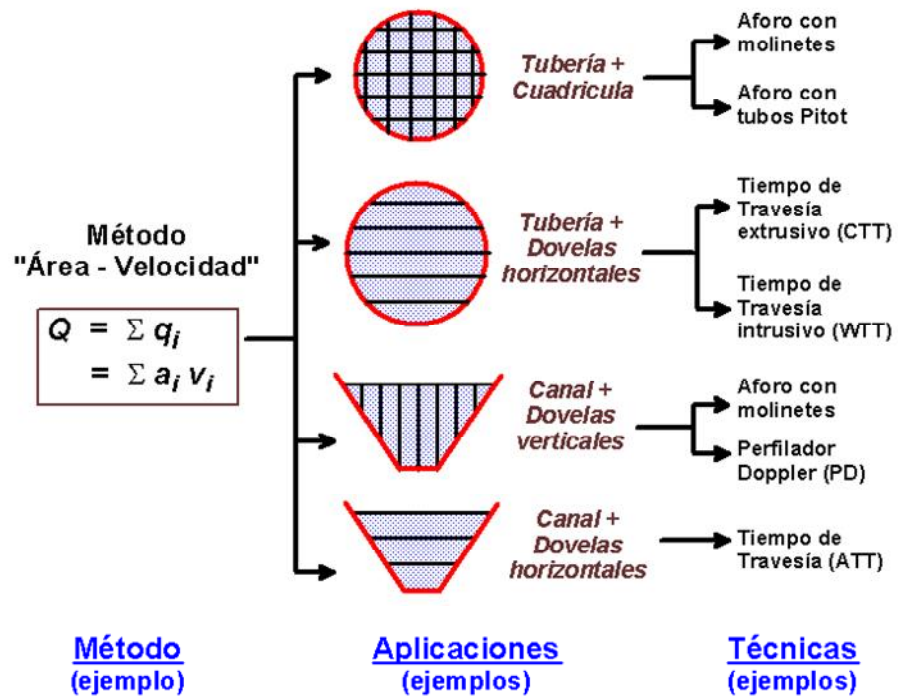 Método
"Área - Velocidad"
Q = Σ qi
= Σ ai vi
Tubería +
Cuadricula
Aforo con
molinetes
Aforo con
tubos Pitot
Tubería +
Dovelas
horizontales
Tiempo de
Travesía
extrusivo (CTT)
Tiempo de
Travesía
intrusivo (WTT)
Canal +
Dovelas
verticales
Aforo con
molinetes
Perfilador
Doppler (PD)
Canal +
Dovelas
horizontales
Tiempo de
Travesía (ATT)
Método
(ejemplo)
Aplicaciones
(ejemplos)
Técnicas
(ejemplos)